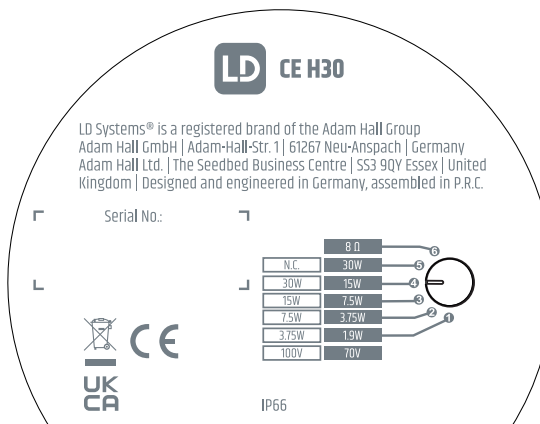 LD CE H30
LD Systems® is a registered brand of the Adam Hall Group
Adam Hall GmbH | Adam-Hall-Str. 1 | 61267 Neu-Anspach | Germany
Adam Hall Ltd. | The Seedbed Business Centre | SS3 9QY Essex | United
Kingdom | Designed and engineered in Germany, assembled in P.R.C.
Serial No.:
8 Ω 6
N.C. 30W 5
30W 15W 4
15W 7.5W 3
7.5W 3.75W 2
3.75W 1.9W 1
100V 70V
CE
UK
CA
IP66